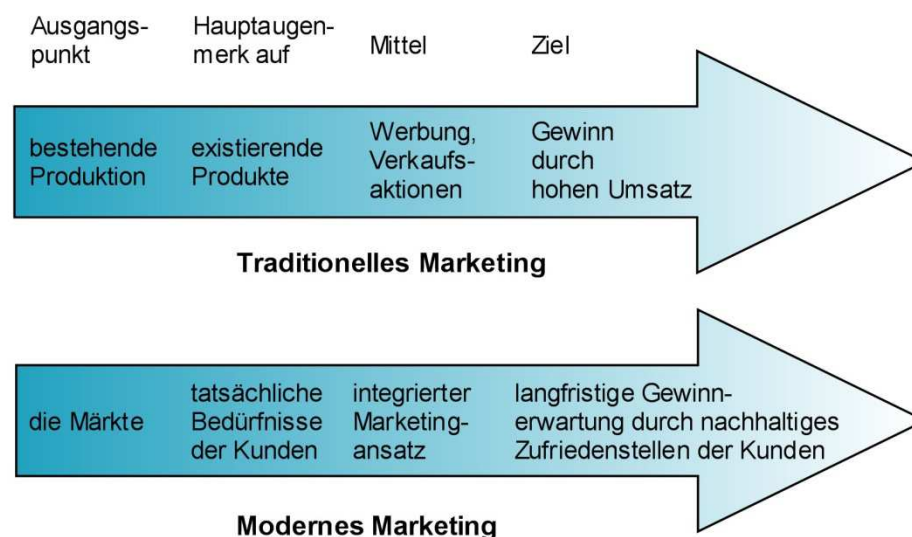 Ausgangs-
punkt
Hauptaugen-
merk auf
Mittel
Ziel
bestehende
Produktion
existierende
Produkte
Werbung,
Verkaufs-
aktionen
Gewinn
durch
hohen Umsatz
Traditionelles Marketing
die Märkte
tatsächliche
Bedürfnisse
der Kunden
integrierter
Marketing-
ansatz
langfristige Gewinn-
erwartung durch nachhaltiges
Zufriedenstellen der Kunden
Modernes Marketing